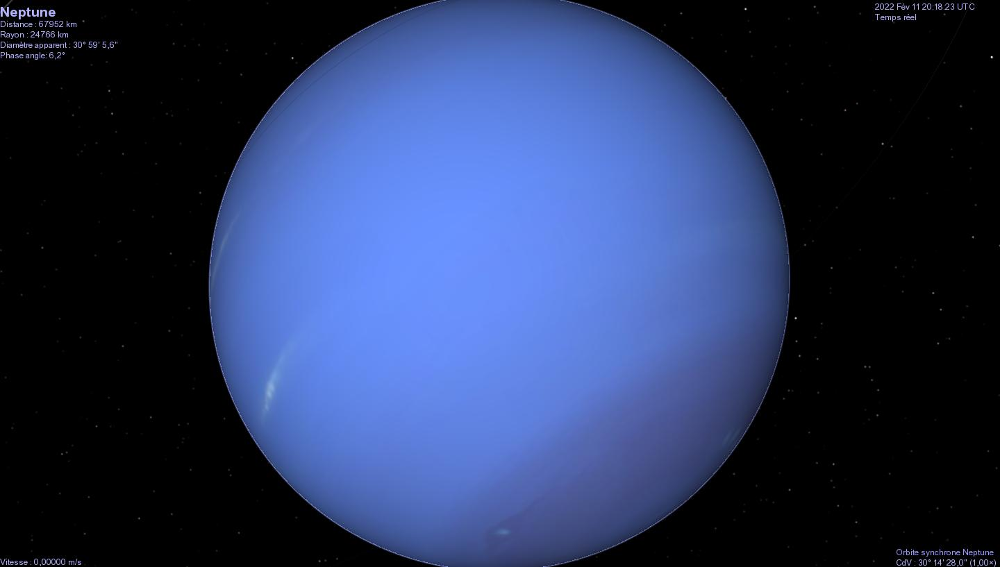 Neptune
Distance : 67952 km
Rayon : 24766 km
Diamètre apparent : 30° 59' 5,6"
Phase angle: 6,2°
2022 Fév 11 20:18:23 UTC
Temps réel
Vitesse : 0,00000 m/s
Orbite synchrone Neptune
CdV : 30° 14' 28,0" (1,00×)